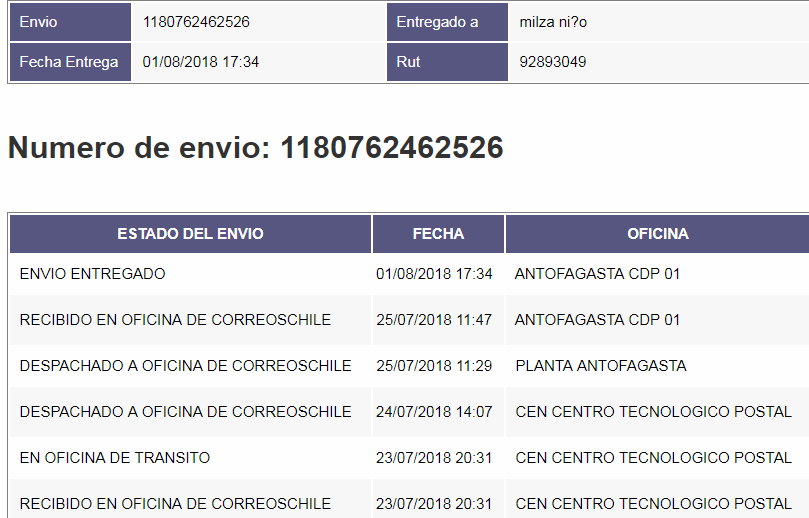 Envio 1180762462526 Entregado a milza ni?o
Fecha Entrega 01/08/2018 17:34 Rut 92893049
Numero de envio: 1180762462526
ESTADO DEL ENVIO FECHA OFICINA
ENVIO ENTREGADO 01/08/2018 17:34 ANTOFAGASTA CDP 01
RECIBIDO EN OFICINA DE CORREOSCHILE 25/07/2018 11:47 ANTOFAGASTA CDP 01
DESPACHADO A OFICINA DE CORREOSCHILE 25/07/2018 11:29 PLANTA ANTOFAGASTA
DESPACHADO A OFICINA DE CORREOSCHILE 24/07/2018 14:07 CEN CENTRO TECNOLOGICO POSTAL
EN OFICINA DE TRANSITO 23/07/2018 20:31 CEN CENTRO TECNOLOGICO POSTAL
RECIBIDO EN OFICINA DE CORREOSCHILE 23/07/2018 20:31 CEN CENTRO TECNOLOGICO POSTAL